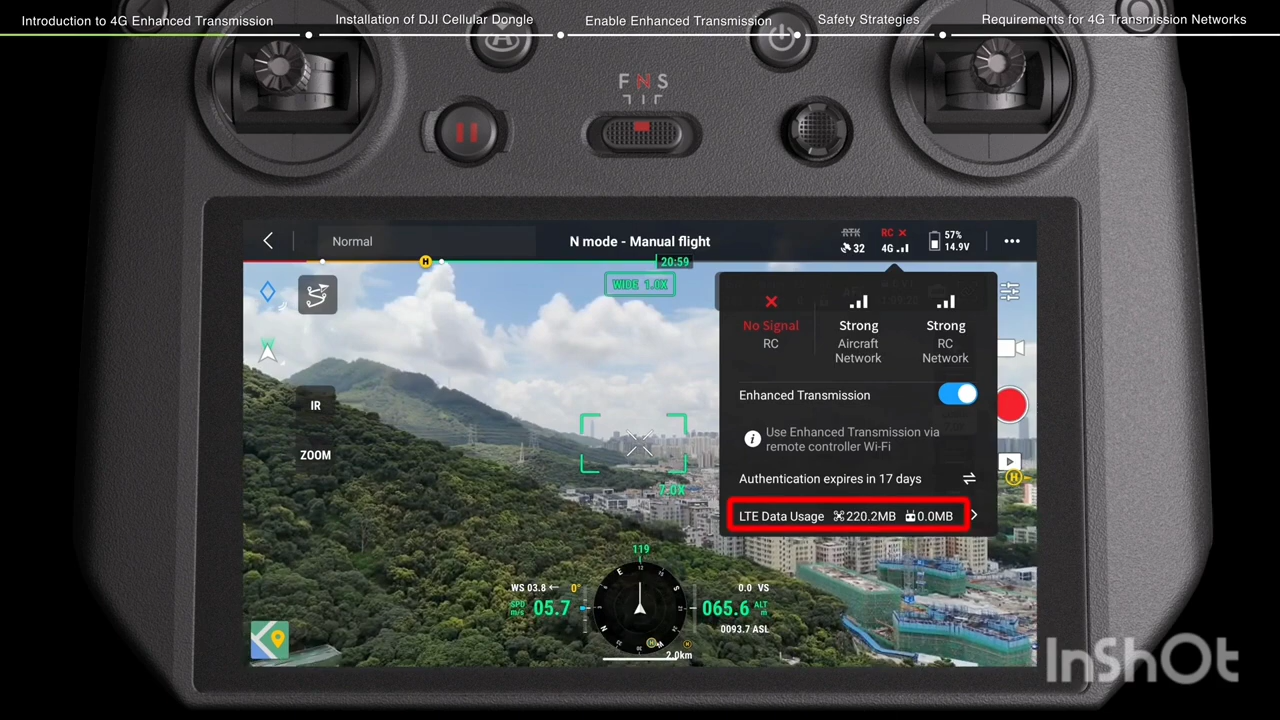 Introduction to 4G Enhanced Transmission
Installation of DJI Cellular Dongle
Enable Enhanced Transmission
Safety Strategies
Requirements for 4G Transmission Networks
F N S
Normal
N mode - Manual flight
RTK
32
RC
4G
57%
14.9V
20:59
H
WIDE 1.0X
No Signal
RC
Strong
Aircraft
Network
Strong
RC
Network
Enhanced Transmission
Use Enhanced Transmission via
remote controller Wi-Fi
Authentication expires in 17 days
LTE Data Usage 220.2MB 0.0MB
IR
ZOOM
7.0X
H
119
WS 03.8 ← 0°
SPD
m/s
05.7
0.0 VS
065.6 ALT
m
0093.7 ASL
E
S
N
2.0km
InShOt